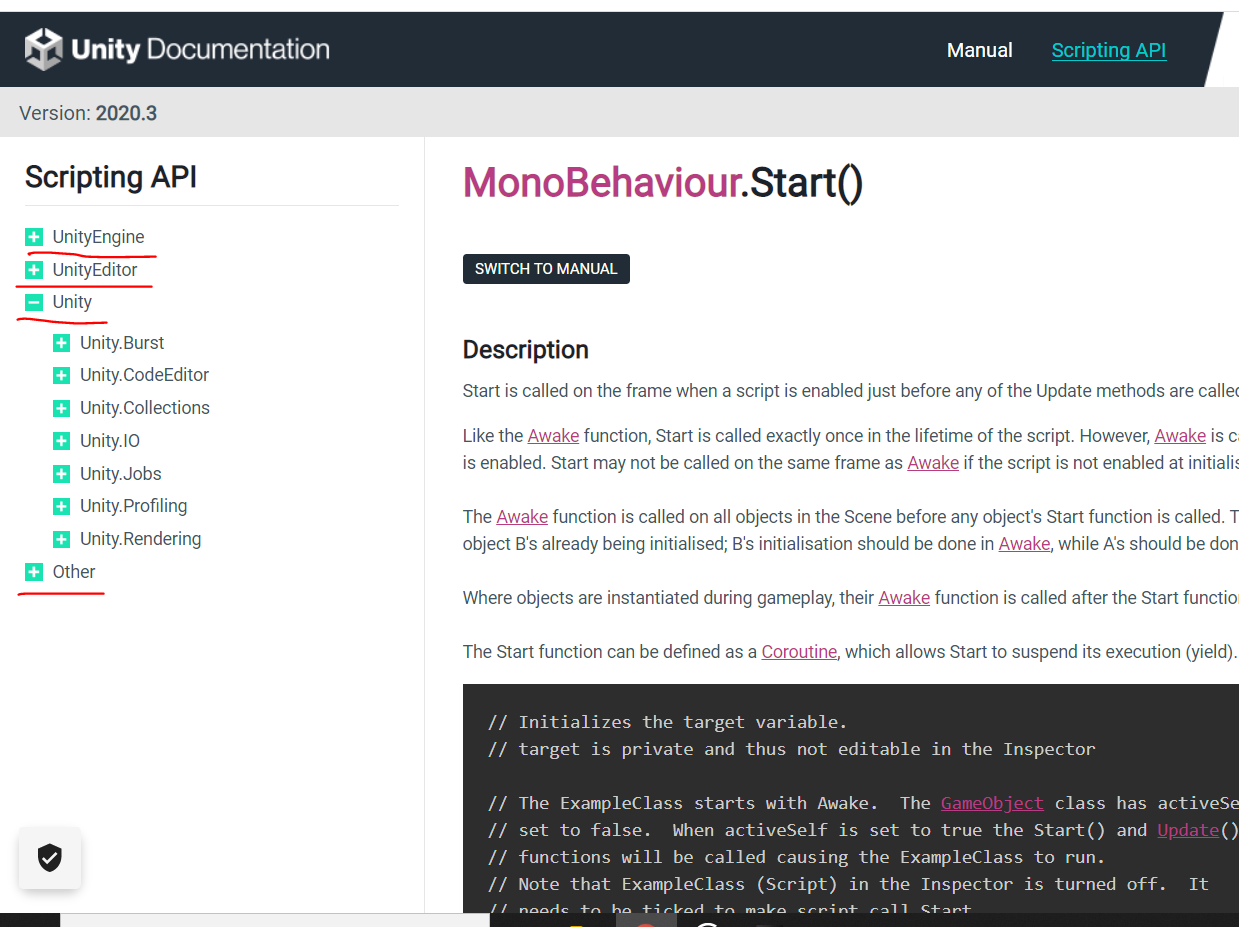 Unity Documentation
Manual
Scripting API
Version: 2020.3
Scripting API
UnityEngine
UnityEditor
Unity
Unity.Burst
Unity.CodeEditor
Unity.Collections
Unity.IO
Unity.Jobs
Unity.Profiling
Unity.Rendering
Other
MonoBehaviour.Start()
SWITCH TO MANUAL
Description
Start is called on the frame when a script is enabled just before any of the Update methods are called
Like the Awake function, Start is called exactly once in the lifetime of the script. However, Awake is
is enabled. Start may not be called on the same frame as Awake if the script is not enabled at
The Awake function is called on all objects in the Scene before any object's Start function is called.
object B's already being initialised; B's initialisation should be done in Awake, while A's should be
Where objects are instantiated during gameplay, their Awake function is called after the Start
The Start function can be defined as a Coroutine, which allows Start to suspend its execution (yield).
// Initializes the target variable.
// target is private and thus not editable in the Inspector
// The ExampleClass starts with Awake. The GameObject class has
// set to false. When activeSelf is set to true the Start() and Update()
// functions will be called causing the ExampleClass to run.
// Note that ExampleClass (Script) in the Inspector is turned off. It
// needs to be ticked to make script call Start